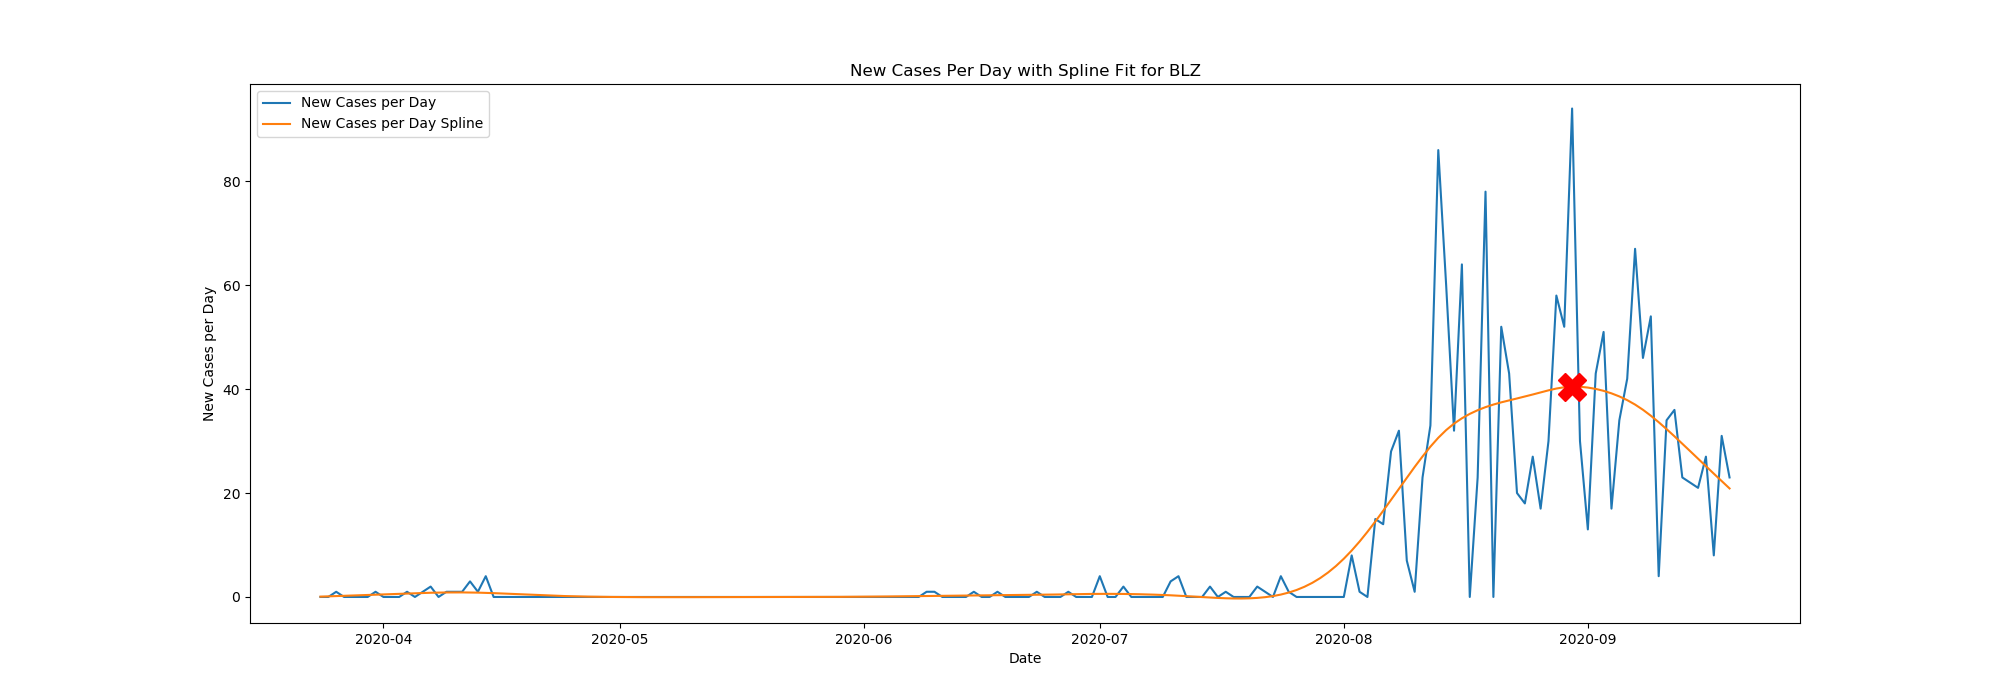 New Cases Per Day with Spline Fit for BLZ
New Cases per Day
New Cases per Day Spline
80
60
40
20
0
New Cases per Day
2020-04 2020-05 2020-06 2020-07 2020-08 2020-09
Date